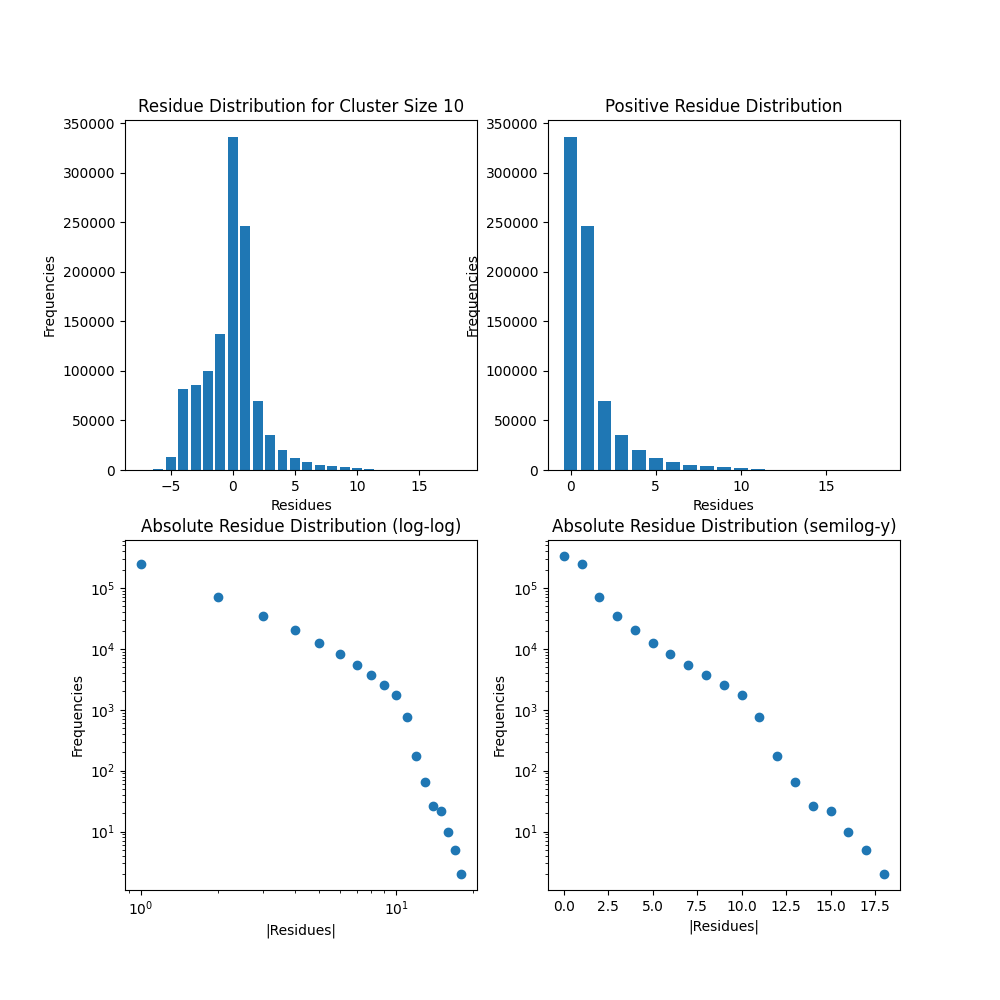 Residue Distribution for Cluster Size 10
350000
300000
250000
200000
150000
100000
50000
0
Frequencies
−5 0 5 10 15
Residues
Positive Residue Distribution
350000
300000
250000
200000
150000
100000
50000
0
Frequencies
0 5 10 15
Residues
Absolute Residue Distribution (log-log)
10⁵
10⁴
10³
10²
10¹
Frequencies
10⁰ 10¹
|Residues|
Absolute Residue Distribution (semilog-y)
10⁵
10⁴
10³
10²
10¹
Frequencies
0.0 2.5 5.0 7.5 10.0 12.5 15.0 17.5
|Residues|